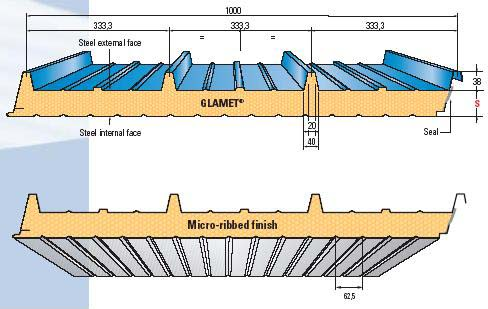 1000
333,3
333,3
333,3
Steel external face
=
=
38
GLAMET®
S
20
Steel internal face
Seal
40
Micro-ribbed finish
62,5